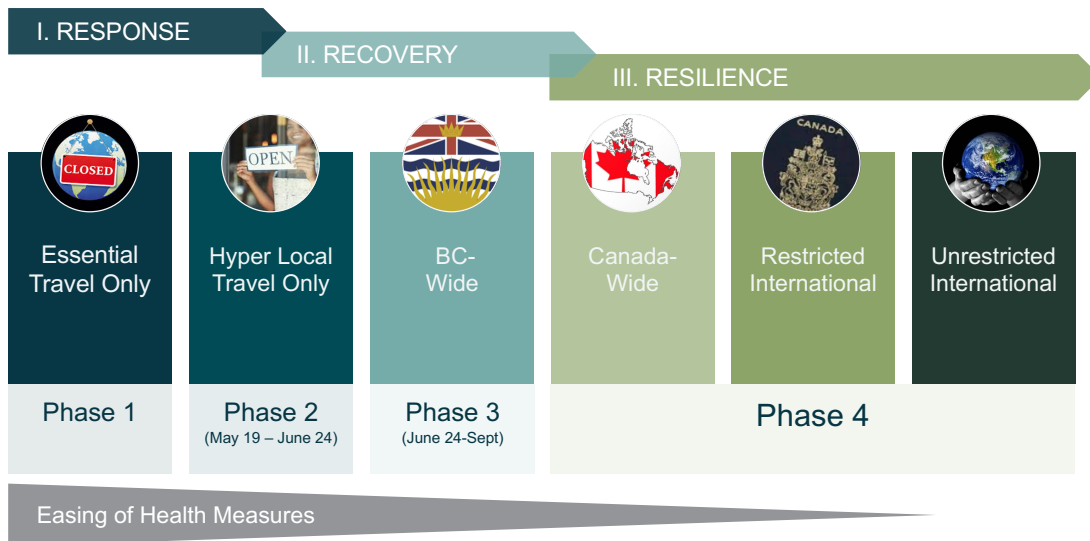 I. RESPONSE
II. RECOVERY
III. RESILIENCE
CLOSED
OPEN
CANADA
Essential
Travel Only
Hyper Local
Travel Only
BC-
Wide
Canada-
Wide
Restricted
International
Unrestricted
International
Phase 1
Phase 2
(May 19 – June 24)
Phase 3
(June 24-Sept)
Phase 4
Easing of Health Measures